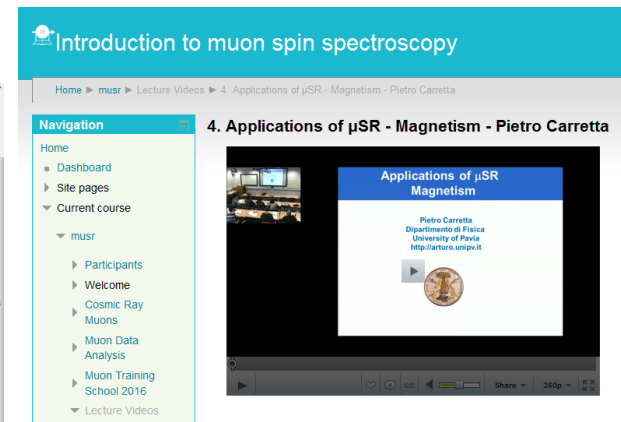 Introduction to muon spin spectroscopy
Home ► musr ► Lecture Videos ► 4. Applications of µSR - Magnetism - Pietro Carretta
Navigation
Home
Dashboard
Site pages
Current course
musr
Participants
Welcome
Cosmic Ray
Muons
Muon Data
Analysis
Muon Training
School 2016
Lecture Videos
4. Applications of µSR - Magnetism - Pietro Carretta
Applications of µSR
Magnetism
Pietro Carretta
Dipartimento di Fisica
University of Pavia
http://arturo.unipv.it
cc Share 360p